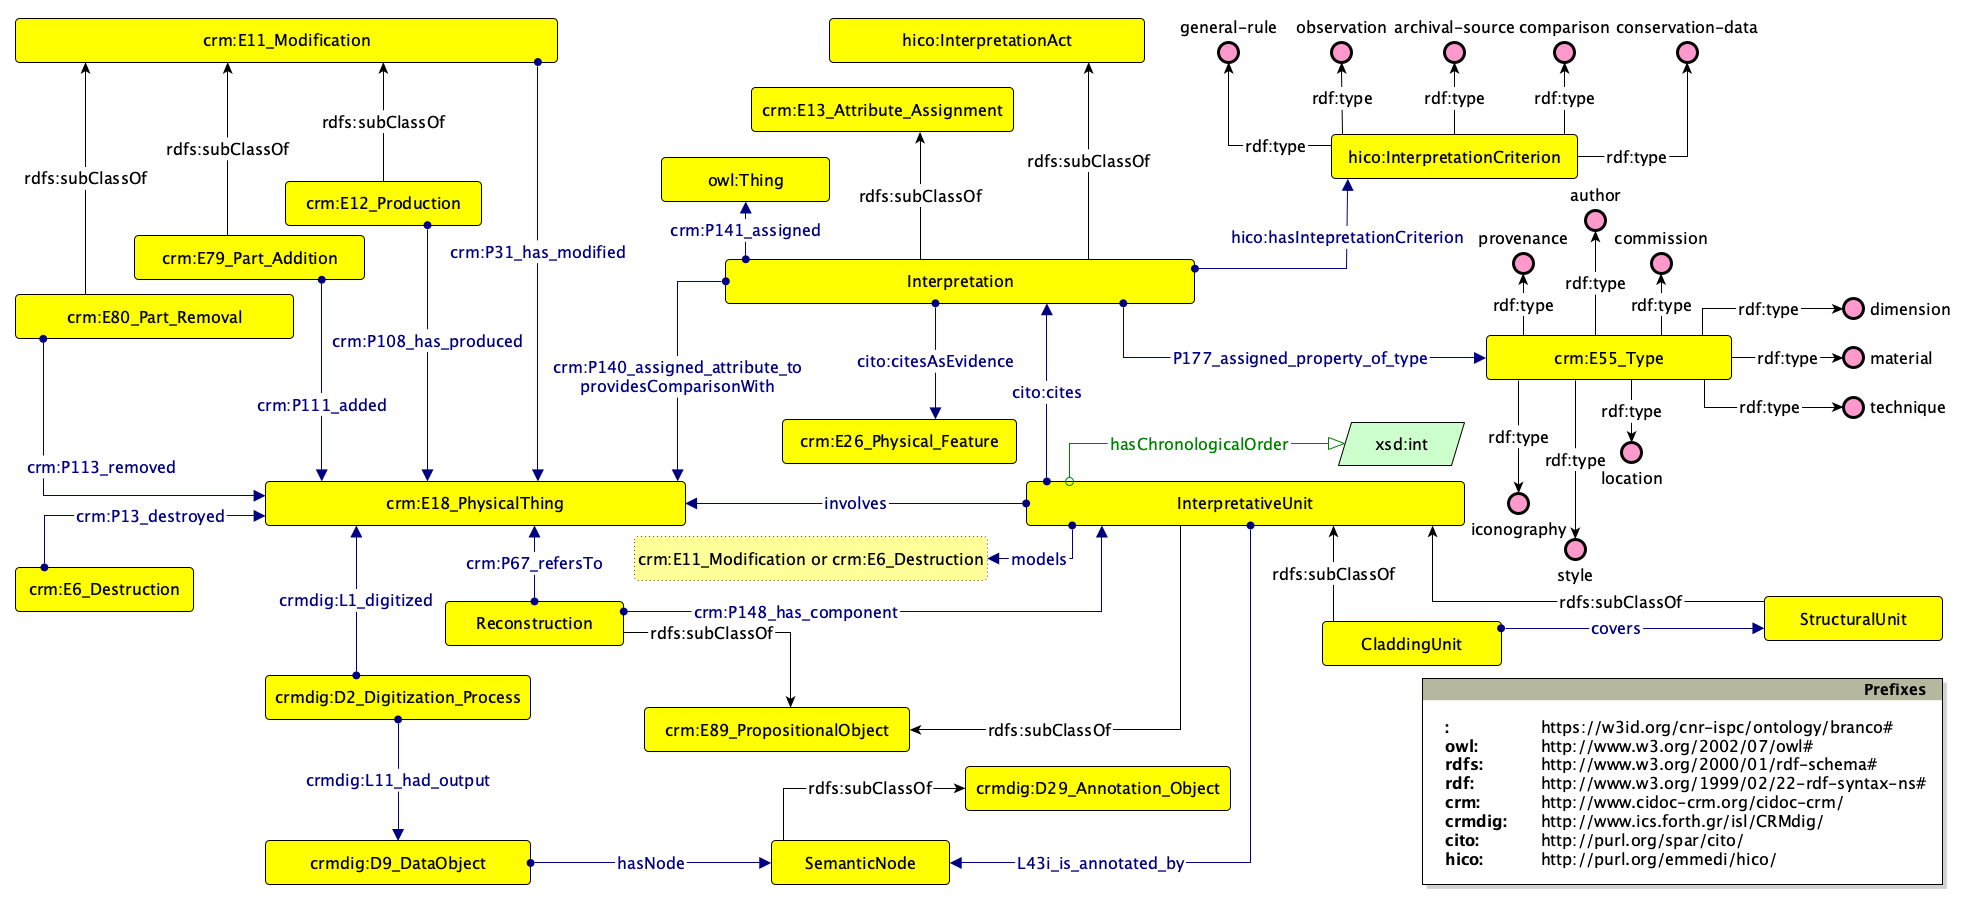 crm:E11_Modification
hico:InterpretationAct
general-rule
observation
archival-source
comparison
conservation-data
crm:E13_Attribute_Assignment
rdf:type
rdf:type
rdf:type
rdfs:subClassOf
rdfs:subClassOf
rdfs:subClassOf
rdf:type
hico:InterpretationCriterion
rdf:type
rdfs:subClassOf
owl:Thing
rdfs:subClassOf
rdfs:subClassOf
author
crm:E12_Production
crm:P141_assigned
hico:hasIntepretationCriterion
provenance
commission
crm:E79_Part_Addition
crm:P31_has_modified
Interpretation
rdf:type
rdf:type
rdf:type
rdf:type
dimension
crm:E80_Part_Removal
crm:P108_has_produced
crm:P140_assigned_attribute_to
providesComparisonWith
cito:citesAsEvidence
P177_assigned_property_of_type
crm:E55_Type
rdf:type
material
cito:cites
crm:P111_added
rdf:type
rdf:type
technique
crm:E26_Physical_Feature
hasChronologicalOrder
xsd:int
rdf:type
rdf:type
location
crm:P113_removed
crm:E18_PhysicalThing
involves
InterpretativeUnit
iconography
crm:P13_destroyed
crm:P67_refersTo
crm:E11_Modification or crm:E6_Destruction
models
rdfs:subClassOf
style
crm:E6_Destruction
crmdig:L1_digitized
Reconstruction
crm:P148_has_component
rdfs:subClassOf
rdfs:subClassOf
StructuralUnit
CladdingUnit
covers
crmdig:D2_Digitization_Process
crm:E89_PropositionalObject
rdfs:subClassOf
crmdig:L11_had_output
rdfs:subClassOf
crmdig:D29_Annotation_Object
crmdig:D9_DataObject
hasNode
SemanticNode
L43i_is_annotated_by
Prefixes
: https://w3id.org/cnr-ispc/ontology/branco#
owl: http://www.w3.org/2002/07/owl#
rdfs: http://www.w3.org/2000/01/rdf-schema#
rdf: http://www.w3.org/1999/02/22-rdf-syntax-ns#
crm: http://www.cidoc-crm.org/cidoc-crm/
crmdig: http://www.ics.forth.gr/isl/CRMdig/
cito: http://purl.org/spar/cito/
hico: http://purl.org/emmedi/hico/